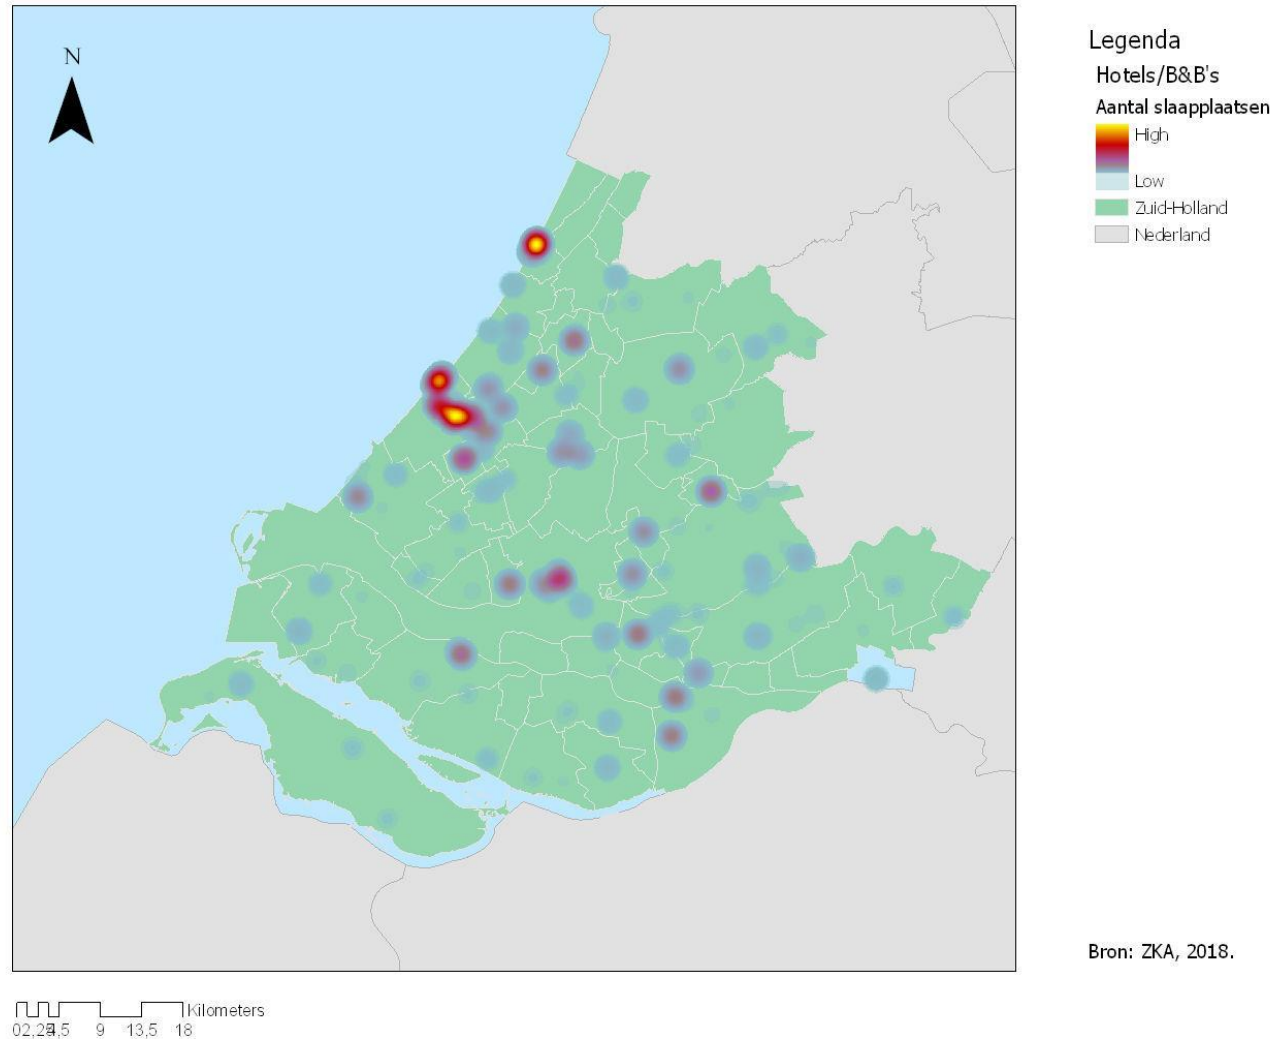 N
Legenda
Hotels/B&B's
Aantal slaapplaatsen
High
Low
Zuid-Holland
Nederland
Bron: ZKA, 2018.
Kilometers
9 13,5 18